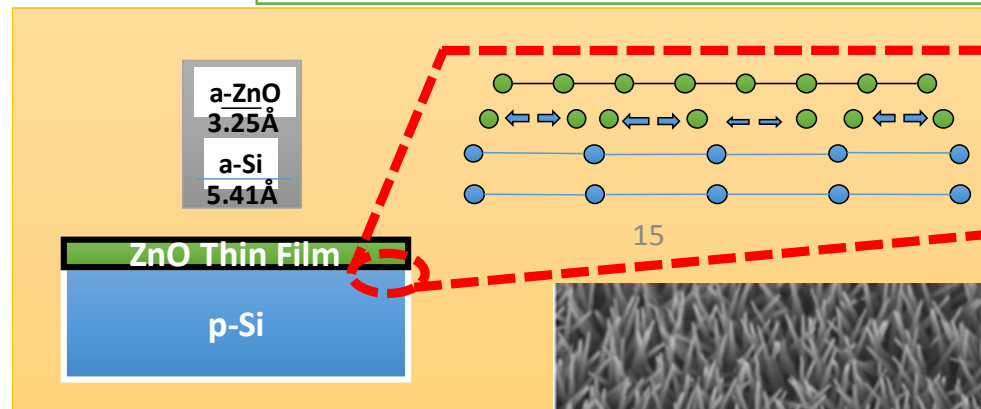 a-ZnO
3.25Å
a-Si
5.41Å
15
ZnO Thin Film
p-Si